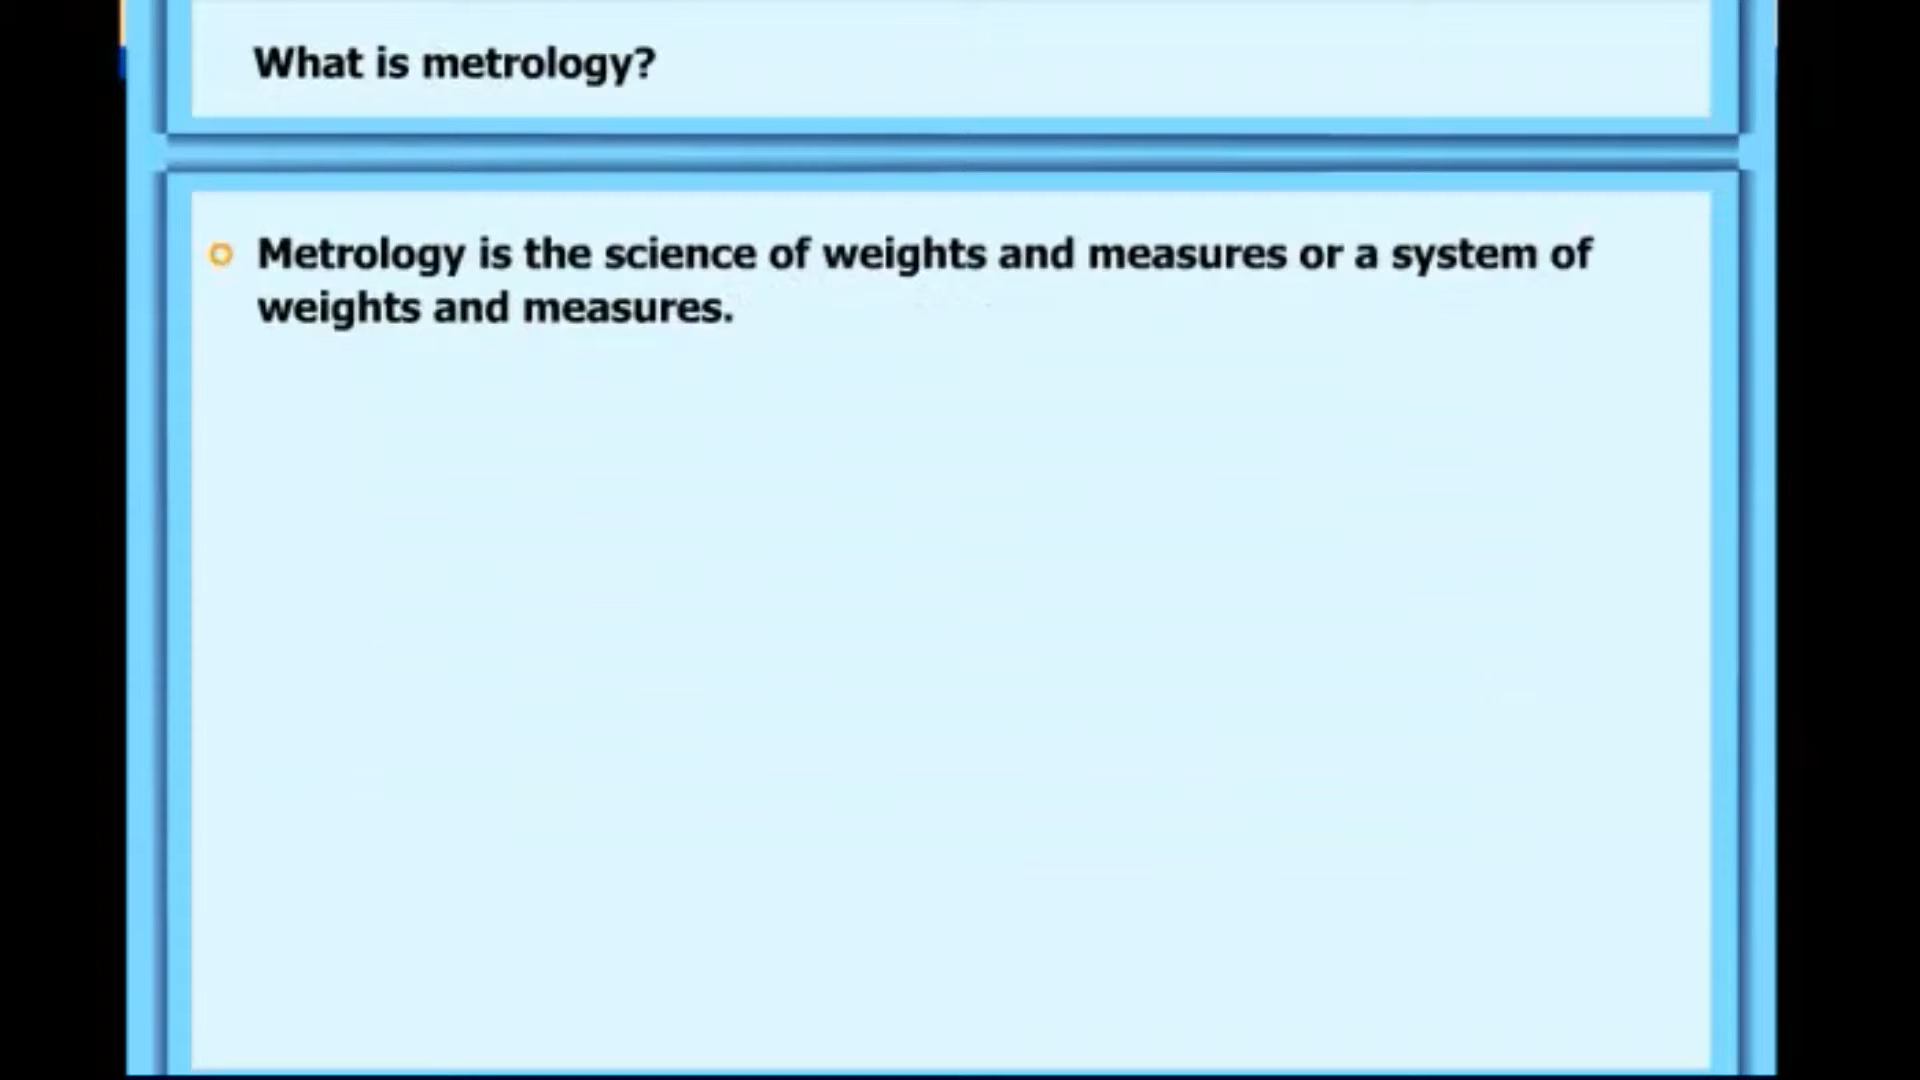 What is metrology?
Metrology is the science of weights and measures or a system of
weights and measures.